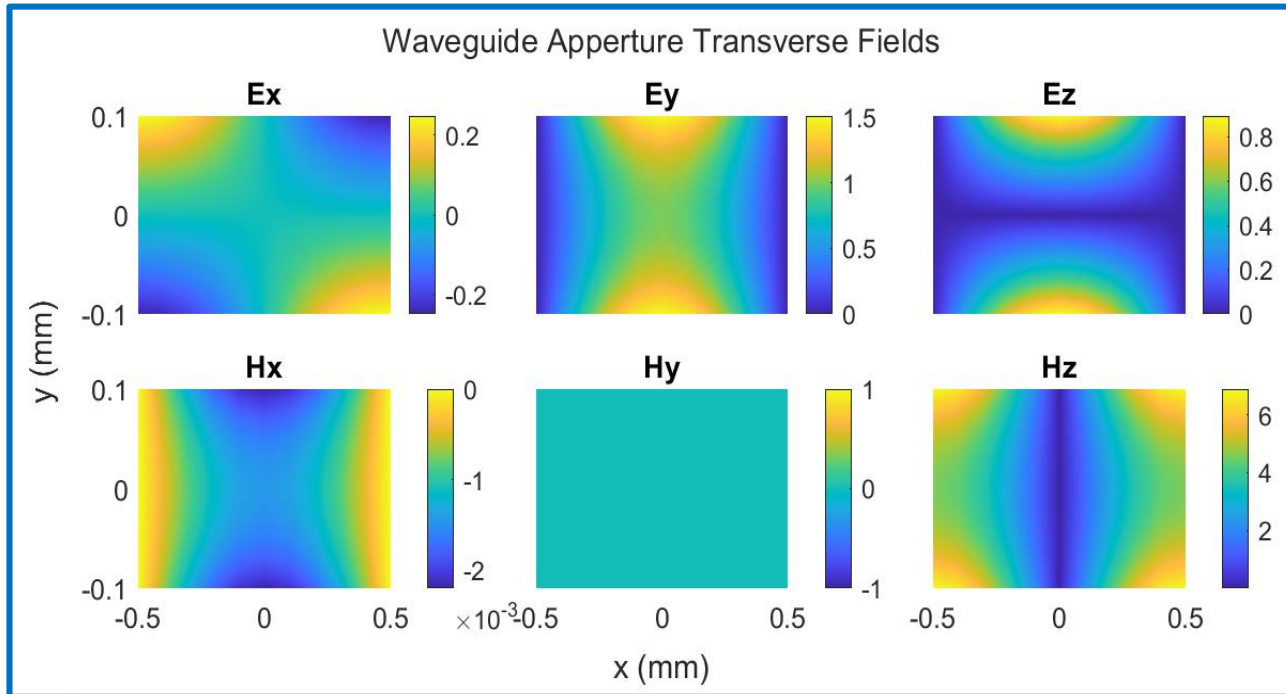 Waveguide Apperture Transverse Fields
Ex Ey Ez
0.1 0.2 1.5 0.8
0 0 1 0.6
0.5 0.4
-0.1 -0.2 0 0.2
0
y (mm)
Hx Hy Hz
0.1 0 1 6
0 -1 0 4
-0.1 -2 -1 2
-0.5 0 0.5 ×10⁻³ -0.5 0 0.5 -0.5 0 0.5
x (mm)